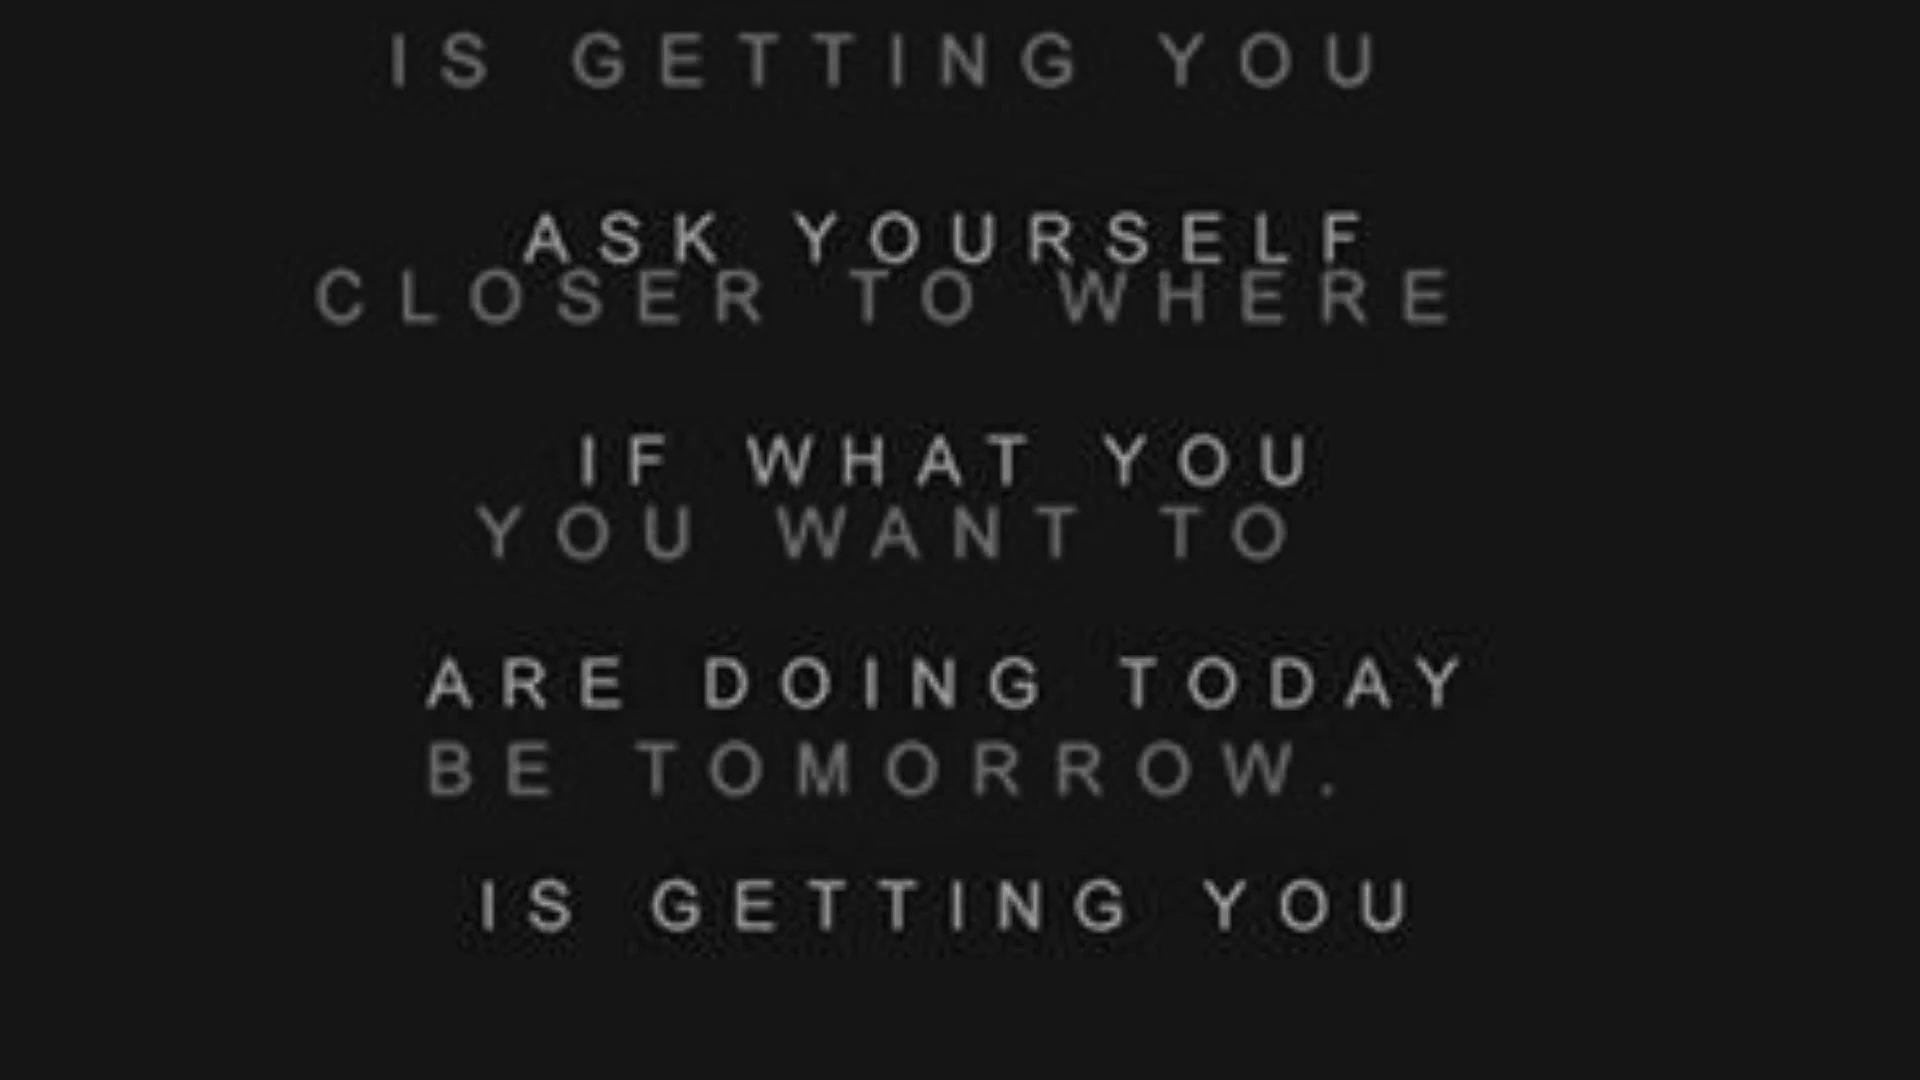 IS GETTING YOU
ASK YOURSELF
CLOSER TO WHERE
IF WHAT YOU
YOU WANT TO
ARE DOING TODAY
BE TOMORROW.
IS GETTING YOU